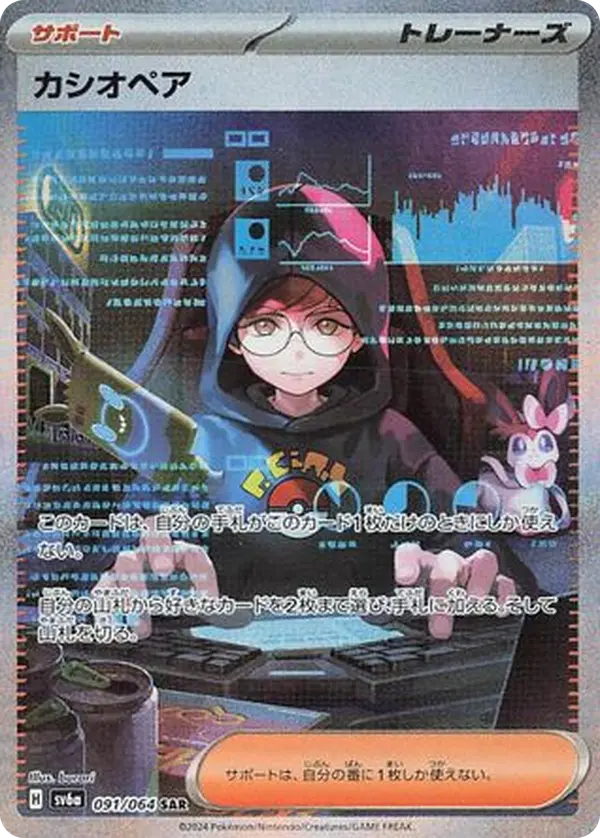 サポート
トレーナーズ
カシオペア
このカードは、自分の手札がこのカード1枚だけのときにしか使え
ない。
自分の山札から好きなカードを2枚まで選び、手札に加える。そして
山札を切る。
サポートは、自分の番に1枚しか使えない。
Illus. burari
H sv6a 091/064 SAR
©2024 Pokémon/Nintendo/Creatures/GAME FREAK.